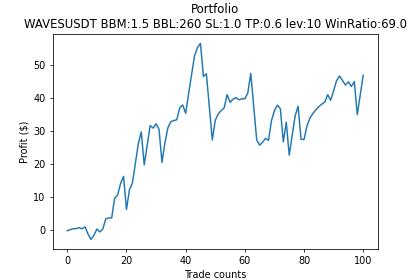 Portfolio
WAVESUSDT BBM:1.5 BBL:260 SL:1.0 TP:0.6 lev:10 WinRatio:69.0
50
40
30
20
10
0
Profit ($)
0 20 40 60 80 100
Trade counts